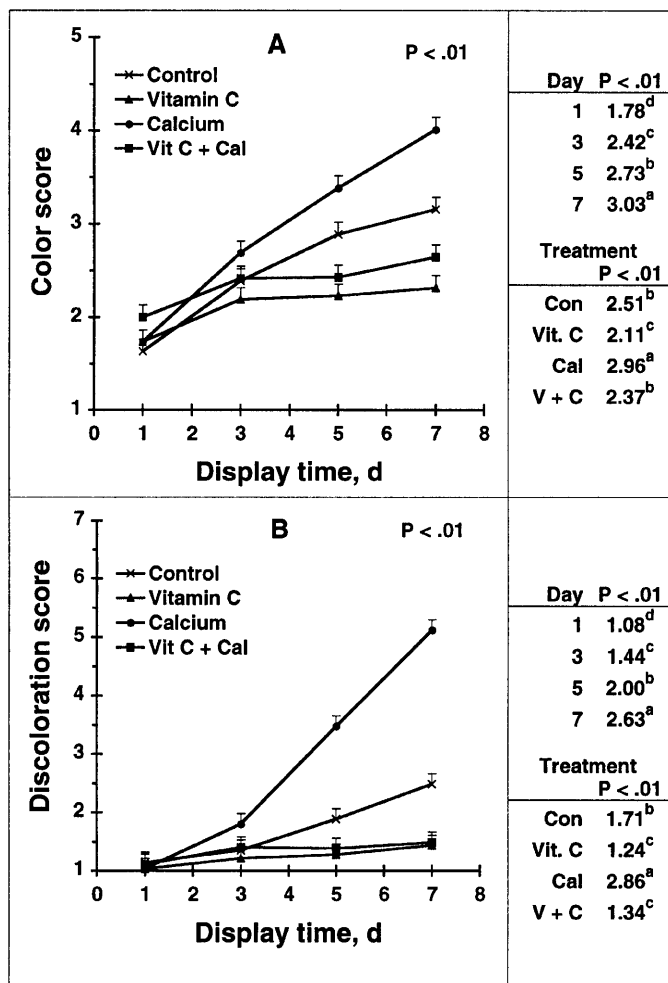 A
P < .01
5
4
3
2
1
Color score
Control
Vitamin C
Calcium
Vit C + Cal
0 1 2 3 4 5 6 7 8
Display time, d
Day P < .01
1 1.78d
3 2.42c
5 2.73b
7 3.03a
Treatment
P < .01
Con 2.51b
Vit. C 2.11c
Cal 2.96a
V + C 2.37b
B
P < .01
7
6
5
4
3
2
1
Discoloration score
Control
Vitamin C
Calcium
Vit C + Cal
0 1 2 3 4 5 6 7 8
Display time, d
Day P < .01
1 1.08d
3 1.44c
5 2.00b
7 2.63a
Treatment
P < .01
Con 1.71b
Vit. C 1.24c
Cal 2.86a
V + C 1.34c